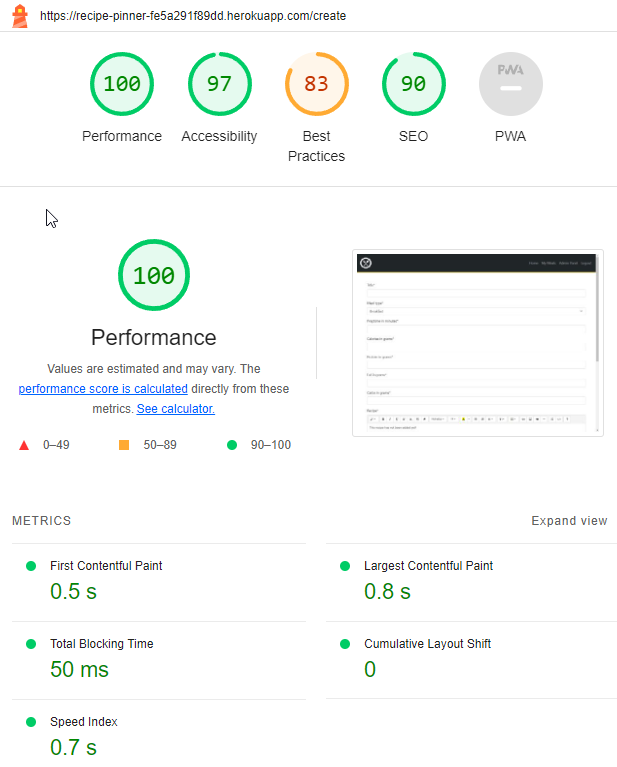 https://recipe-pinner-fe5a291f89dd.herokuapp.com/create
100 97 83 90 PWA
Performance Accessibility Best Practices SEO PWA
100
Performance
Values are estimated and may vary. The
performance score is calculated directly from these
metrics. See calculator.
0–49 50–89 90–100
METRICS Expand view
First Contentful Paint
0.5 s
Largest Contentful Paint
0.8 s
Total Blocking Time
50 ms
Cumulative Layout Shift
0
Speed Index
0.7 s